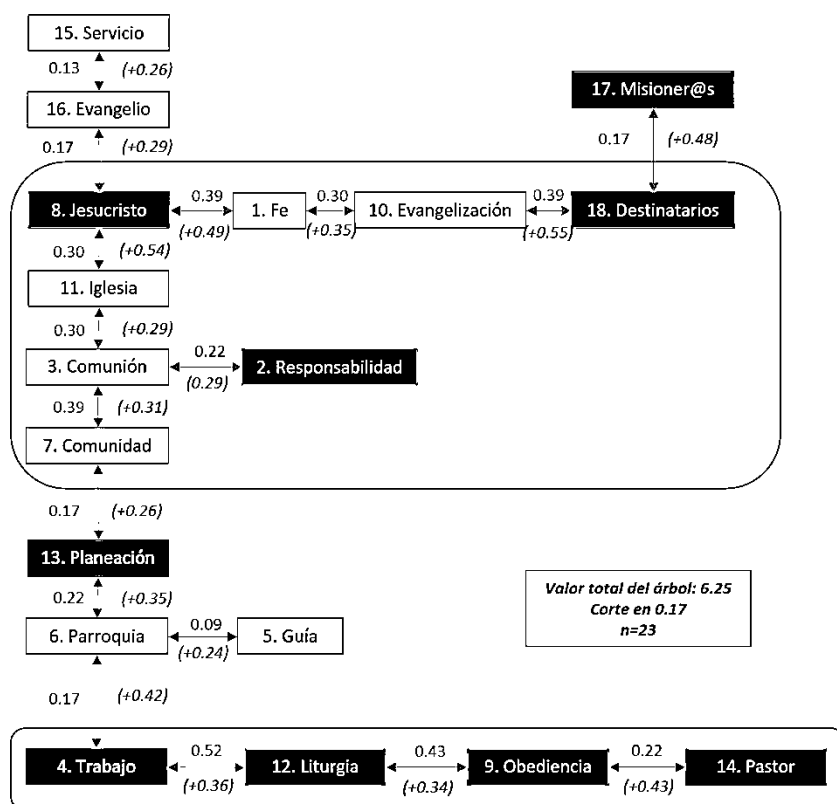 15. Servicio
0.13 (+0.26)
16. Evangelio
17. Misioner@s
0.17 (+0.29)
0.17 (+0.48)
8. Jesucristo
0.39
(+0.49)
1. Fe
0.30
(+0.35)
10. Evangelización
0.39
(+0.55)
18. Destinatarios
0.30 (+0.54)
11. Iglesia
0.30 (+0.29)
3. Comunión
0.22
(0.29)
2. Responsabilidad
0.39 (+0.31)
7. Comunidad
0.17 (+0.26)
13. Planeación
0.22 (+0.35)
6. Parroquia
0.09
(+0.24)
5. Guía
Valor total del árbol: 6.25
Corte en 0.17
n=23
0.17 (+0.42)
4. Trabajo
0.52
(+0.36)
12. Liturgía
0.43
(+0.34)
9. Obediencia
0.22
(+0.43)
14. Pastor